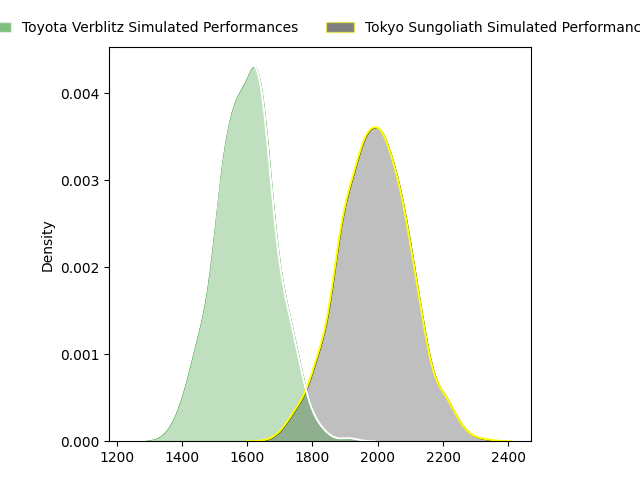 Toyota Verblitz Simulated Performances
Tokyo Sungoliath Simulated Performanc
0.004
0.003
0.002
0.001
0.000
Density
1200 1400 1600 1800 2000 2200 2400